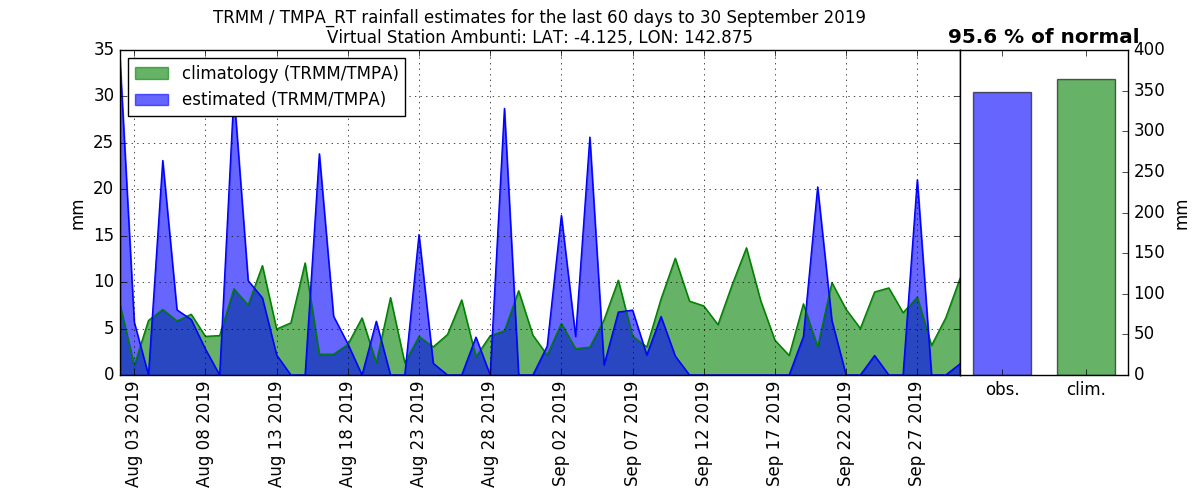 TRMM / TMPA_RT rainfall estimates for the last 60 days to 30 September 2019
Virtual Station Ambunti: LAT: -4.125, LON: 142.875
95.6 % of normal
climatology (TRMM/TMPA)
estimated (TRMM/TMPA)
35
30
25
20
15
10
5
0
mm
400
350
300
250
200
150
100
50
0
mm
Aug 03 2019
Aug 08 2019
Aug 13 2019
Aug 18 2019
Aug 23 2019
Aug 28 2019
Sep 02 2019
Sep 07 2019
Sep 12 2019
Sep 17 2019
Sep 22 2019
Sep 27 2019
obs.
clim.